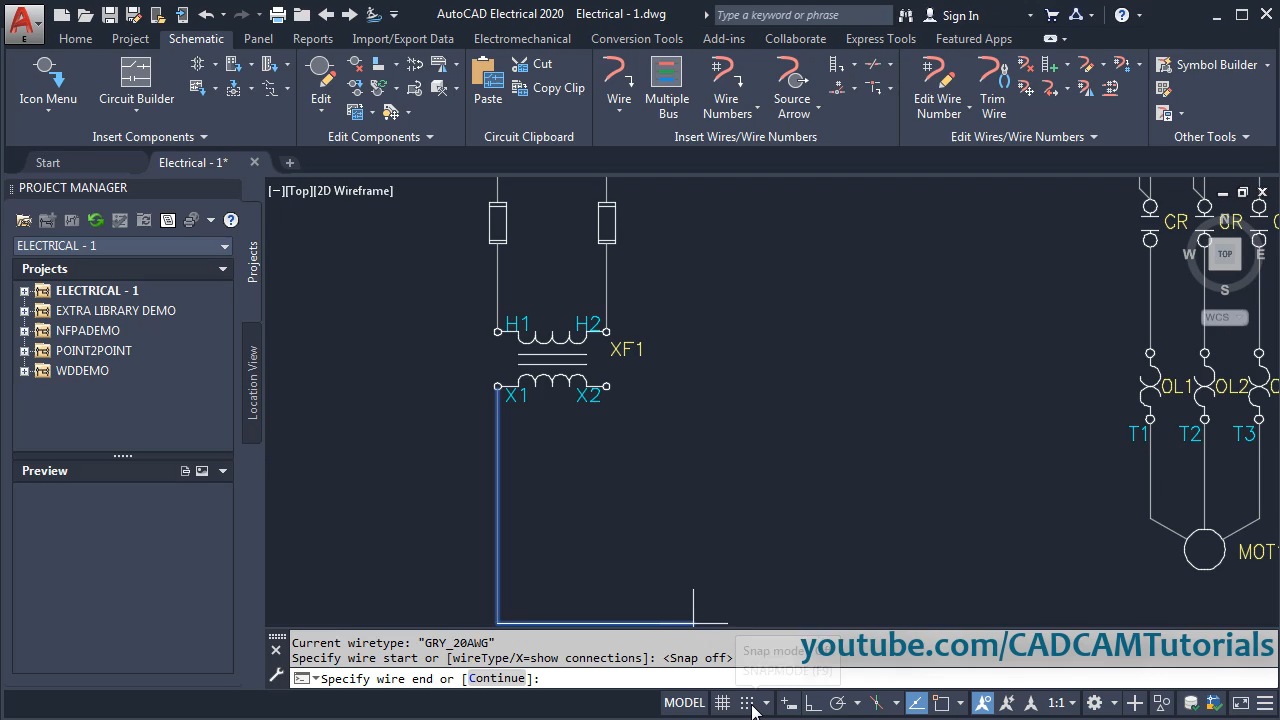 AutoCAD Electrical 2020 Electrical - 1.dwg
Type a keyword or phrase
Sign In
Home Project Schematic Panel Reports Import/Export Data Electromechanical Conversion Tools Add-ins Collaborate Express Tools Featured Apps
Icon Menu
Circuit Builder
Edit
Paste
Cut
Copy Clip
Wire
Multiple Bus
Wire Numbers
Source Arrow
Edit Wire Number
Trim Wire
Symbol Builder
Insert Components
Edit Components
Circuit Clipboard
Insert Wires/Wire Numbers
Edit Wires/Wire Numbers
Other Tools
Start
Electrical - 1*
PROJECT MANAGER
ELECTRICAL - 1
Projects
ELECTRICAL - 1
EXTRA LIBRARY DEMO
NFPADEMO
POINT2POINT
WDDEMO
Preview
Projects
Location View
[−][Top][2D Wireframe]
H1 H2
XF1
X1 X2
CR
N
W TOP E
S
WCS
OL1 OL2
T1 T2 T3
MOT1
Current wiretype: "GRY_20AWG"
Specify wire start or [wireType/X=show connections]: <Snap off>
Specify wire end or [Continue]:
Snap mode
SNAPMODE (F9)
youtube.com/CADCAMTutorials
MODEL
1:1